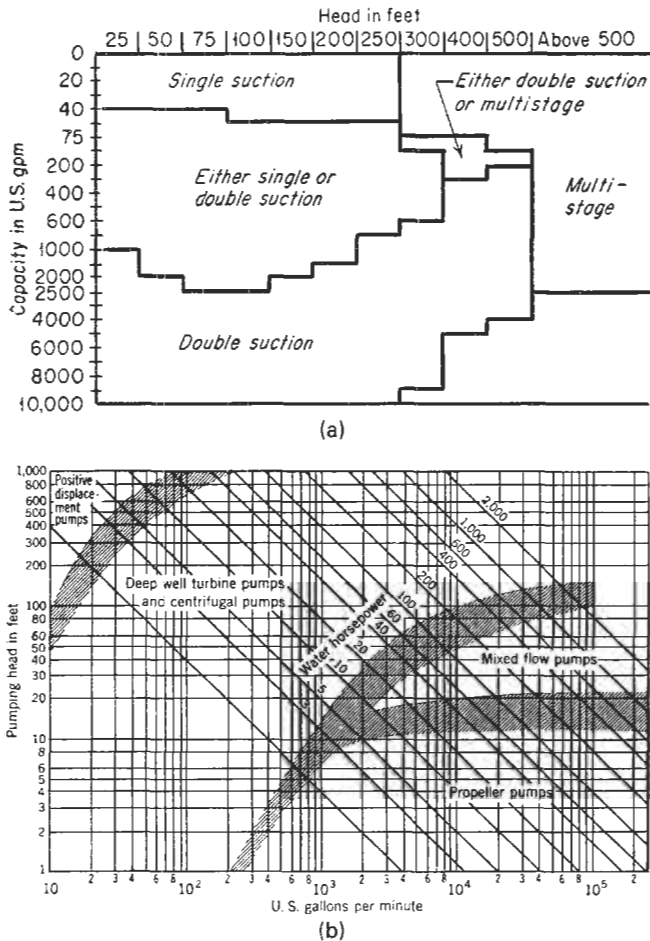 Head in feet
25 50 75 100 150 200 250 300 400 500 Above 500
Capacity in U.S. gpm
0
20
40
75
200
400
600
1000
2000
2500
4000
6000
8000
10,000
Single suction
Either double suction
or multistage
Either single or
double suction
Multi-
stage
Double suction
(a)
Pumping head in feet
1,000
800
600
500
400
300
200
100
80
60
50
40
30
20
10
8
6
5
4
3
2
1
Positive
displace-
ment
pumps
Deep well turbine pumps
and centrifugal pumps
Water horsepower
3
5
10
20
40
60
100
200
400
600
1,000
2,000
Mixed flow pumps
Propeller pumps
10 2 3 4 6 8 10² 2 3 4 6 8 10³ 2 3 4 6 8 10⁴ 2 3 4 6 8 10⁵ 2
U. S. gallons per minute
(b)